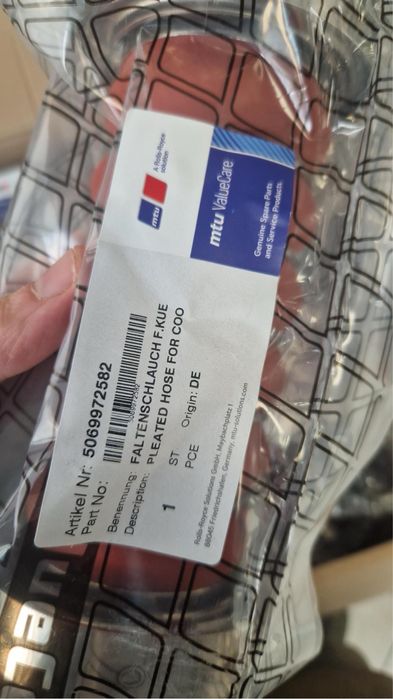 A Rolls-Royce
solution
mtu
mtu ValueCare
Genuine Spare Parts
and Service Products
Artikel Nr: 5069972582
Part No:
5069972582
Benennung: FALTENSCHLAUCH F.KUE
Description: PLEATED HOSE FOR COO
1 ST
PCE Origin: DE
Rolls-Royce Solutions GmbH, Maybachplatz 1
88045 Friedrichshafen, Germany, mtu-solutions.com